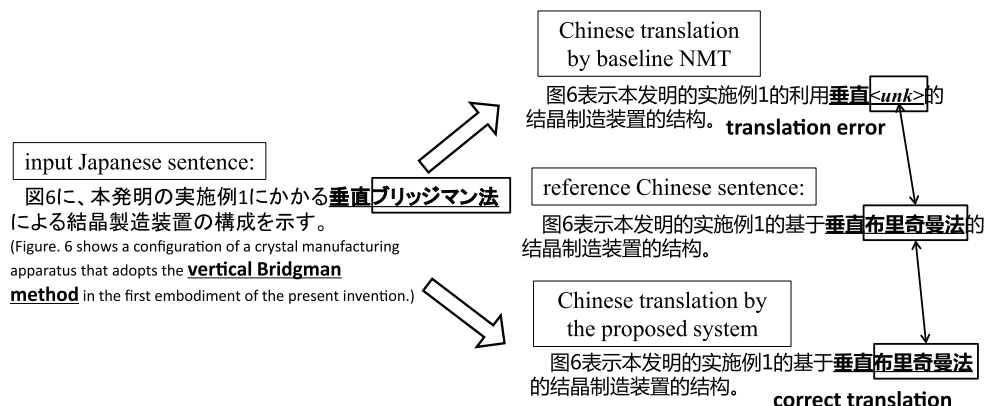 Chinese translation
by baseline NMT
图6表示本发明的实施例1的利用垂直<unk>的
结晶制造装置的结构。
translation error
input Japanese sentence:
図6に、本発明の実施例1にかかる垂直ブリッジマン法
による結晶製造装置の構成を示す。
(Figure. 6 shows a configuration of a crystal manufacturing
apparatus that adopts the vertical Bridgman
method in the first embodiment of the present invention.)
reference Chinese sentence:
图6表示本发明的实施例1的基于垂直布里奇曼法的
结晶制造装置的结构。
Chinese translation by
the proposed system
图6表示本发明的实施例1的基于垂直布里奇曼法
的结晶制造装置的结构。
correct translation